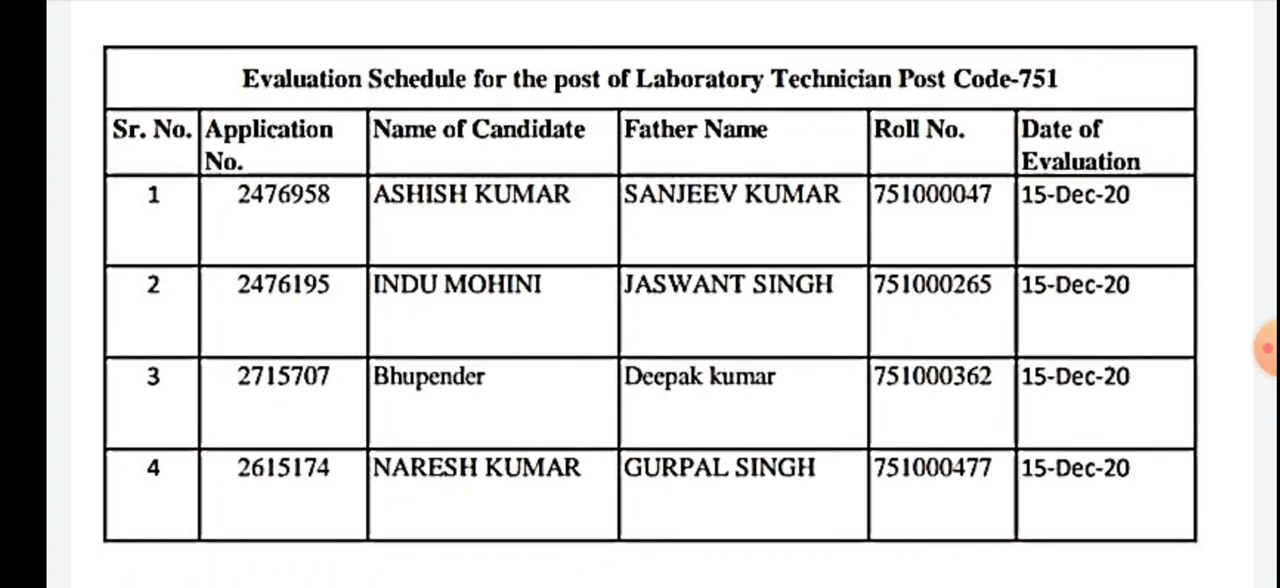 Evaluation Schedule for the post of Laboratory Technician Post Code-751
Sr. No. Application No. Name of Candidate Father Name Roll No. Date of Evaluation
1 2476958 ASHISH KUMAR SANJEEV KUMAR 751000047 15-Dec-20
2 2476195 INDU MOHINI JASWANT SINGH 751000265 15-Dec-20
3 2715707 Bhupender Deepak kumar 751000362 15-Dec-20
4 2615174 NARESH KUMAR GURPAL SINGH 751000477 15-Dec-20